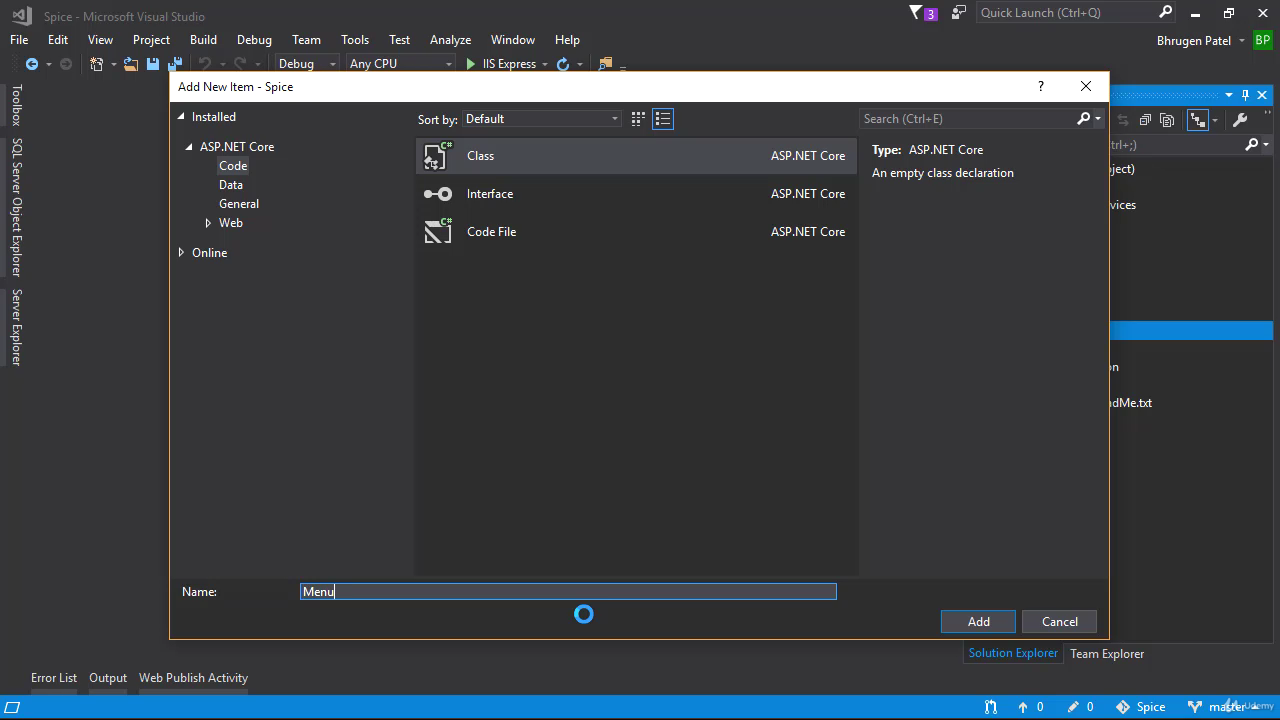 Spice - Microsoft Visual Studio
3
Quick Launch (Ctrl+Q)
File Edit View Project Build Debug Team Tools Test Analyze Window Help
Bhrugen Patel BP
Debug Any CPU IIS Express
Add New Item - Spice
?
Toolbox
SQL Server Object Explorer
Server Explorer
Installed
ASP.NET Core
Code
Data
General
Web
Online
Sort by: Default
Search (Ctrl+E)
C# Class ASP.NET Core
Interface ASP.NET Core
C# Code File ASP.NET Core
Type: ASP.NET Core
An empty class declaration
trl+;)
ject)
vices
on
dMe.txt
Name: Menu
Add Cancel
Solution Explorer Team Explorer
Error List Output Web Publish Activity
0 0 Spice master
Udemy